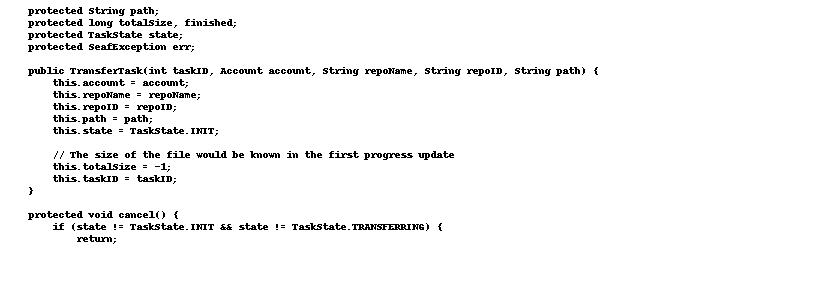 protected String path;
protected long totalSize, finished;
protected TaskState state;
protected SeafException err;

public TransferTask(int taskID, Account account, String repoName, String repoID, String path) {
    this.account = account;
    this.repoName = repoName;
    this.repoID = repoID;
    this.path = path;
    this.state = TaskState.INIT;

    // The size of the file would be known in the first progress update
    this.totalSize = -1;
    this.taskID = taskID;
}

protected void cancel() {
    if (state != TaskState.INIT && state != TaskState.TRANSFERRING) {
        return;